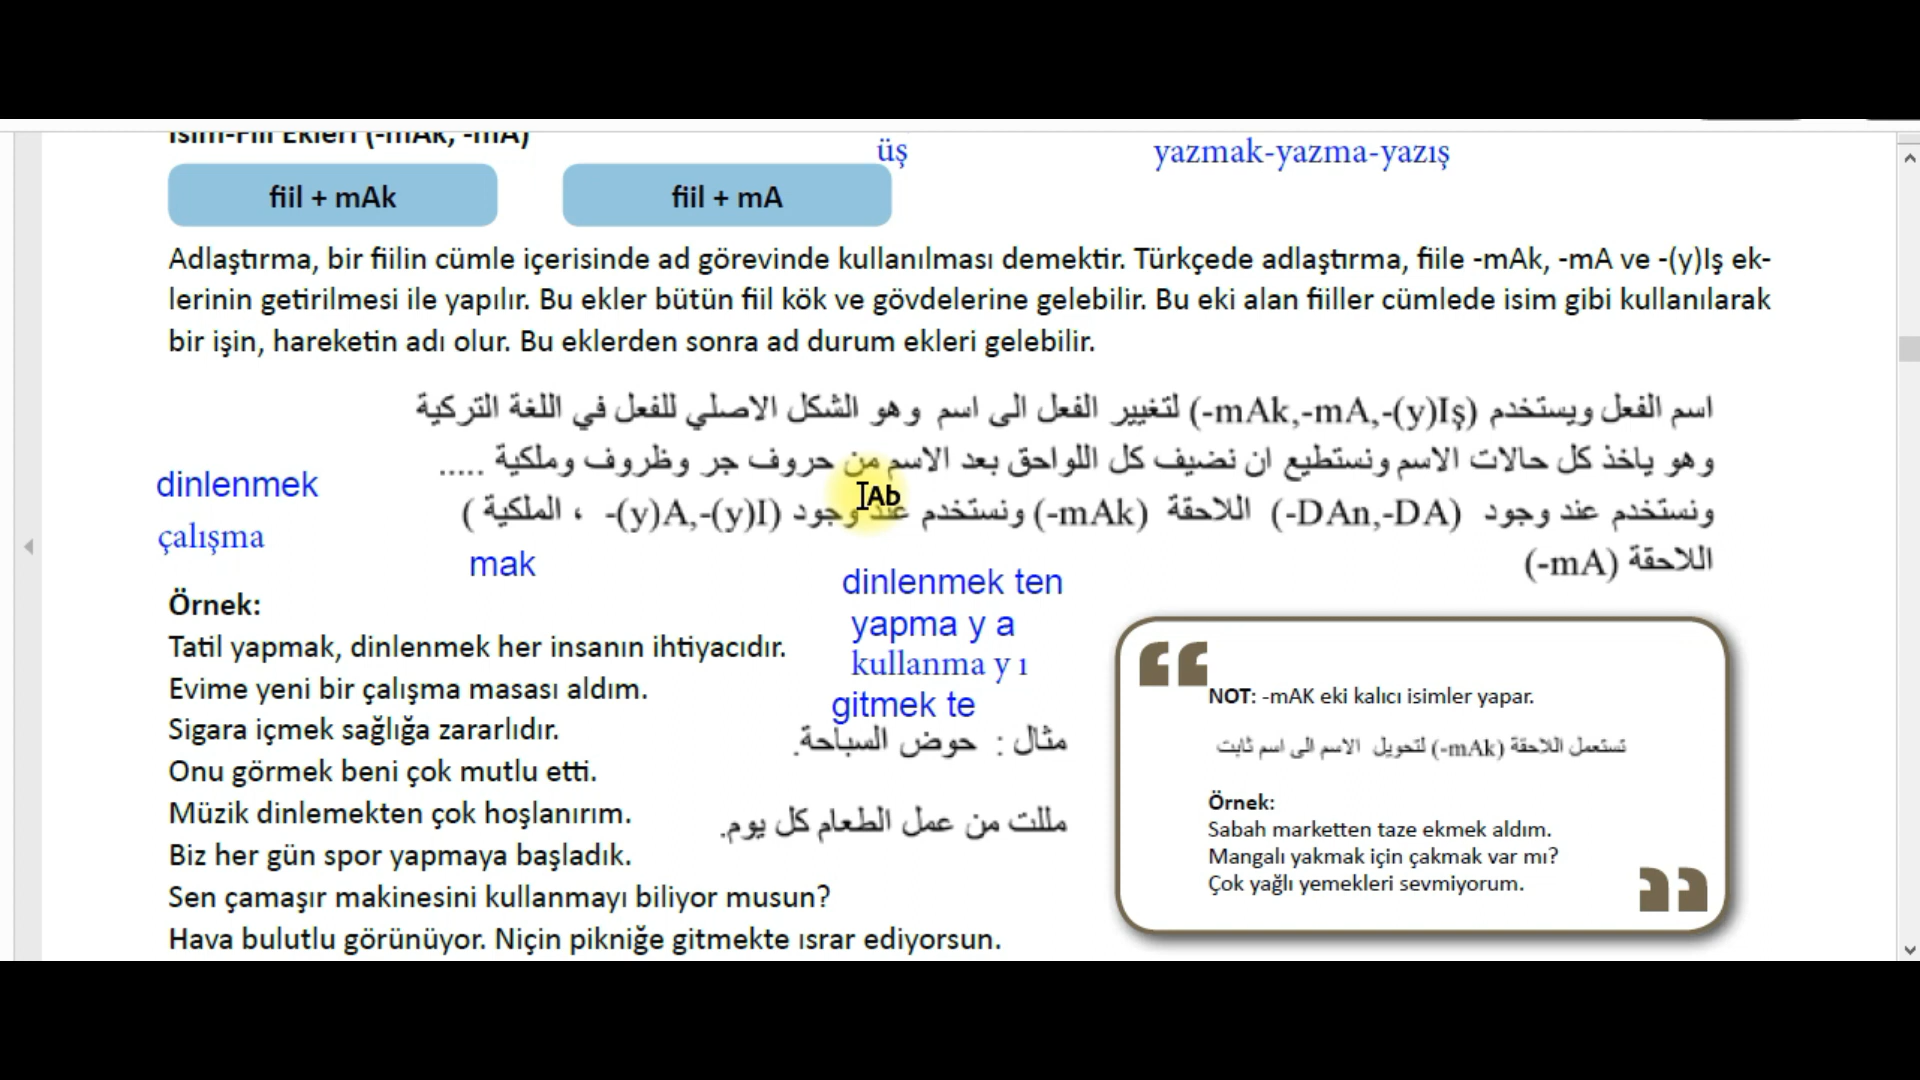 İsim-Fiil Ekleri (-mAk, -mA)
üş
yazmak-yazma-yazış
fiil + mAk
fiil + mA
Adlaştırma, bir fiilin cümle içerisinde ad görevinde kullanılması demektir. Türkçede adlaştırma, fiile -mAk, -mA ve -(y)Iş ek-
lerinin getirilmesi ile yapılır. Bu ekler bütün fiil kök ve gövdelerine gelebilir. Bu eki alan fiiller cümlede isim gibi kullanılarak
bir işin, hareketin adı olur. Bu eklerden sonra ad durum ekleri gelebilir.
اسم الفعل ويستخدم (-mAk,-mA,-(y)Iş) لتغيير الفعل الى اسم وهو الشكل الاصلي للفعل في اللغة التركية
وهو ياخذ كل حالات الاسم ونستطيع ان نضيف كل اللواحق بعد الاسم من حروف جر وظروف وملكية .....
ونستخدم عند وجود (-DAn,-DA) اللاحقة (-mAk) ونستخدم عند وجود (-(y)A,-(y)I ، الملكية )
اللاحقة (-mA)
Ab
dinlenmek
çalışma
mak
dinlenmek ten
yapma y a
kullanma y ı
gitmek te
Örnek:
Tatil yapmak, dinlenmek her insanın ihtiyacıdır.
Evime yeni bir çalışma masası aldım.
Sigara içmek sağlığa zararlıdır.
Onu görmek beni çok mutlu etti.
Müzik dinlemekten çok hoşlanırım.
Biz her gün spor yapmaya başladık.
Sen çamaşır makinesini kullanmayı biliyor musun?
Hava bulutlu görünüyor. Niçin pikniğe gitmekte ısrar ediyorsun.
مثال : حوض السباحة.
مللت من عمل الطعام كل يوم.
NOT: -mAK eki kalıcı isimler yapar.
تستعمل اللاحقة (-mAk) لتحويل الاسم الى اسم ثابت
Örnek:
Sabah marketten taze ekmek aldım.
Mangalı yakmak için çakmak var mı?
Çok yağlı yemekleri sevmiyorum.